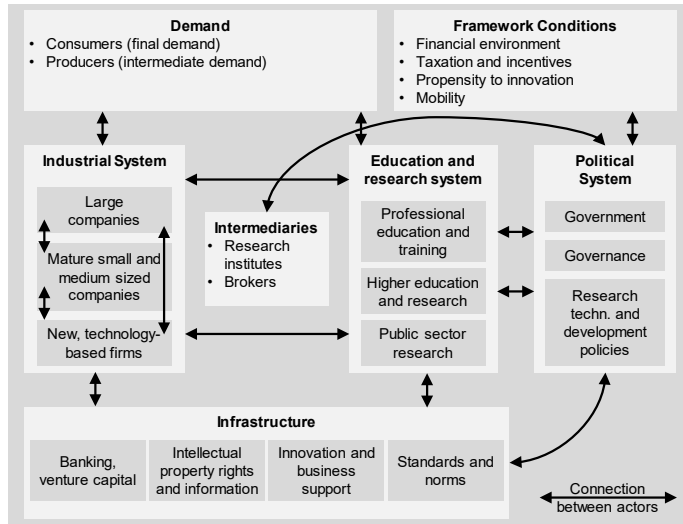 Demand
• Consumers (final demand)
• Producers (intermediate demand)
Framework Conditions
• Financial environment
• Taxation and incentives
• Propensity to innovation
• Mobility
Industrial System
Large
companies
Mature small and
medium sized
companies
New, technology-
based firms
Intermediaries
• Research
institutes
• Brokers
Education and
research system
Professional
education and
training
Higher education
and research
Public sector
research
Political
System
Government
Governance
Research
techn. and
development
policies
Infrastructure
Banking,
venture capital
Intellectual
property rights
and information
Innovation and
business
support
Standards and
norms
Connection
between actors